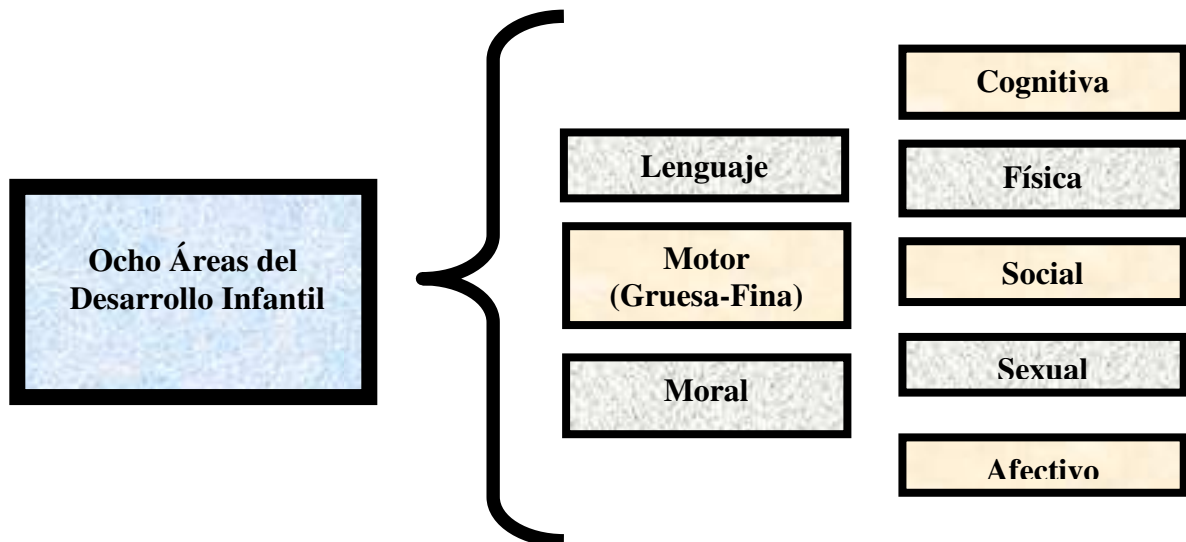 Ocho Áreas del
Desarrollo Infantil
Lenguaje
Motor
(Gruesa-Fina)
Moral
Cognitiva
Física
Social
Sexual
Afectivo